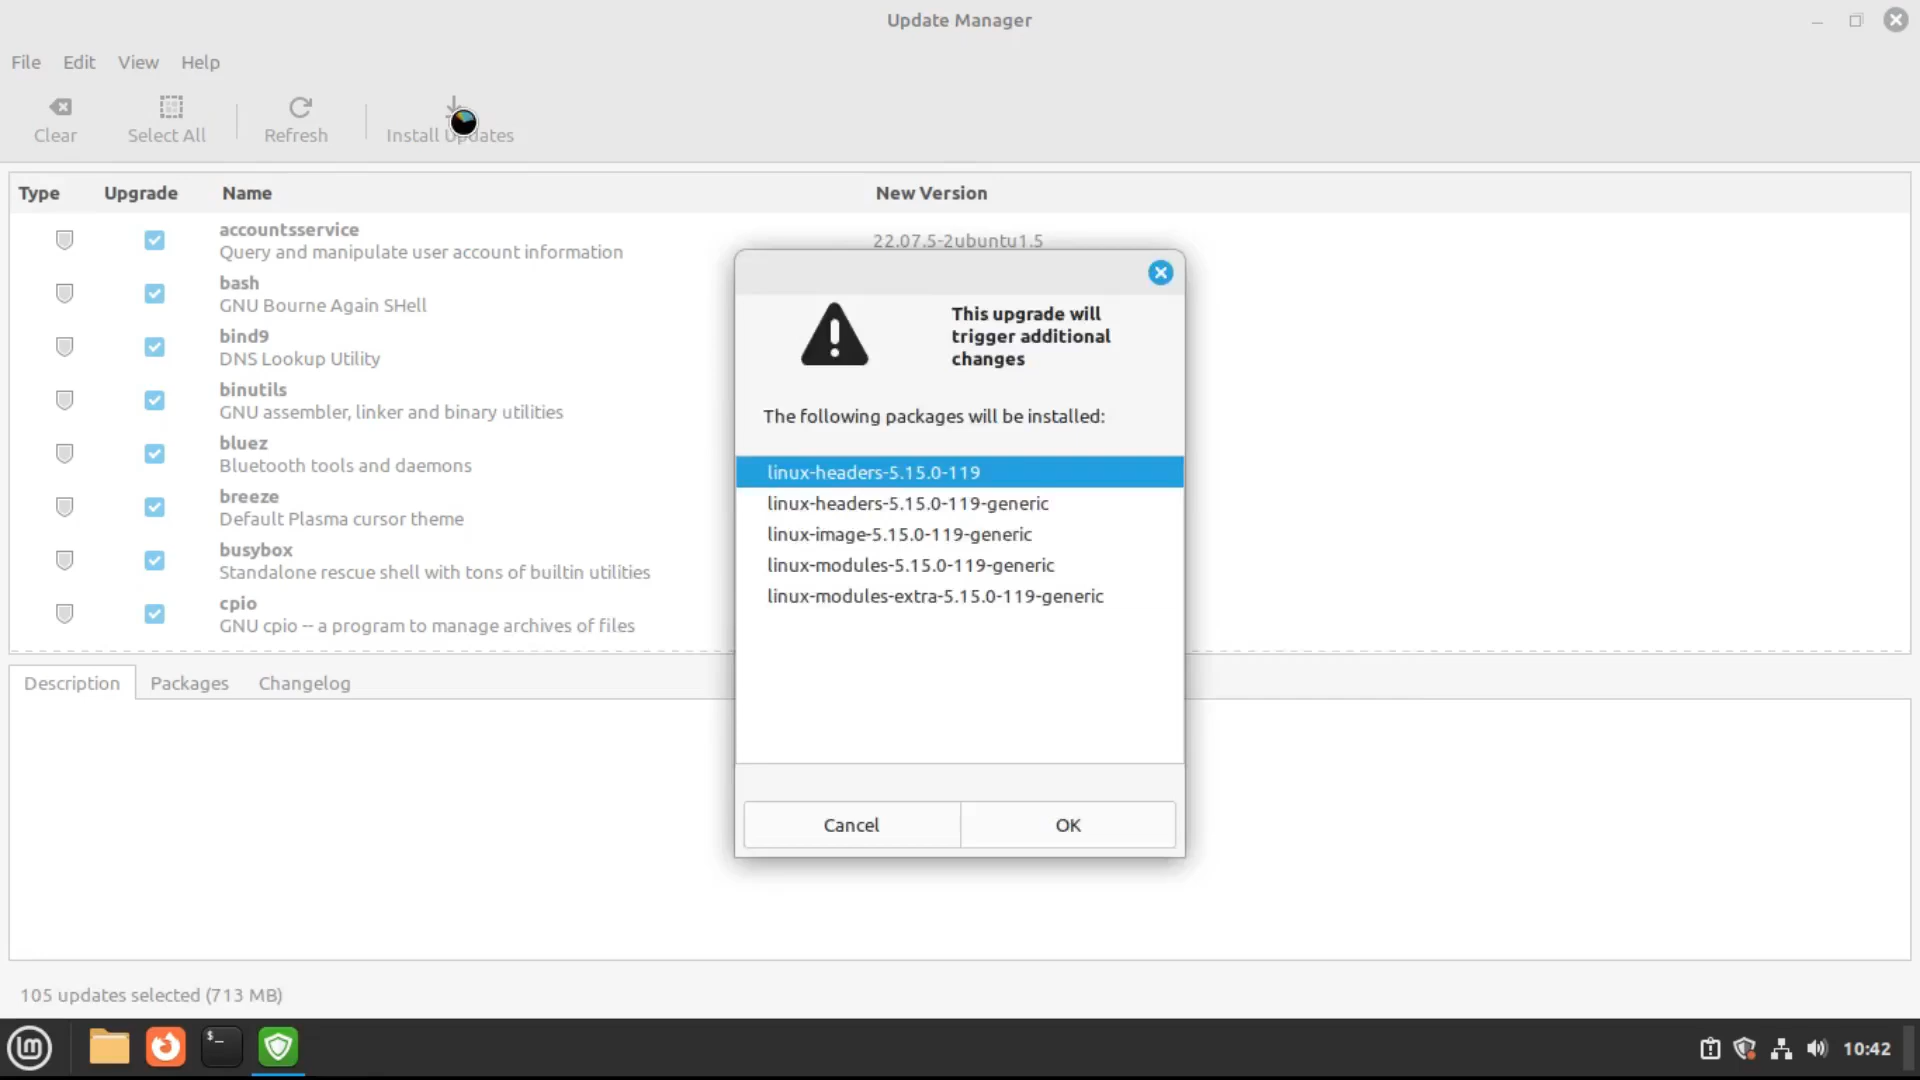 Update Manager
File Edit View Help
Clear Select All Refresh Install Updates
Type Upgrade Name New Version
accountsservice
Query and manipulate user account information
22.07.5-2ubuntu1.5
bash
GNU Bourne Again SHell
bind9
DNS Lookup Utility
binutils
GNU assembler, linker and binary utilities
bluez
Bluetooth tools and daemons
breeze
Default Plasma cursor theme
busybox
Standalone rescue shell with tons of builtin utilities
cpio
GNU cpio -- a program to manage archives of files
This upgrade will
trigger additional
changes
The following packages will be installed:
linux-headers-5.15.0-119
linux-headers-5.15.0-119-generic
linux-image-5.15.0-119-generic
linux-modules-5.15.0-119-generic
linux-modules-extra-5.15.0-119-generic
Cancel OK
Description Packages Changelog
105 updates selected (713 MB)
$_
10:42